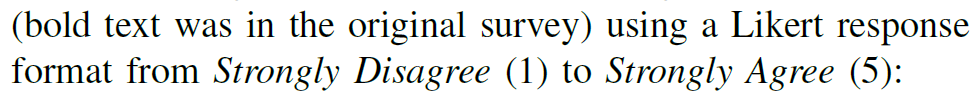 (bold text was in the original survey) using a Likert response
format from Strongly Disagree (1) to Strongly Agree (5):